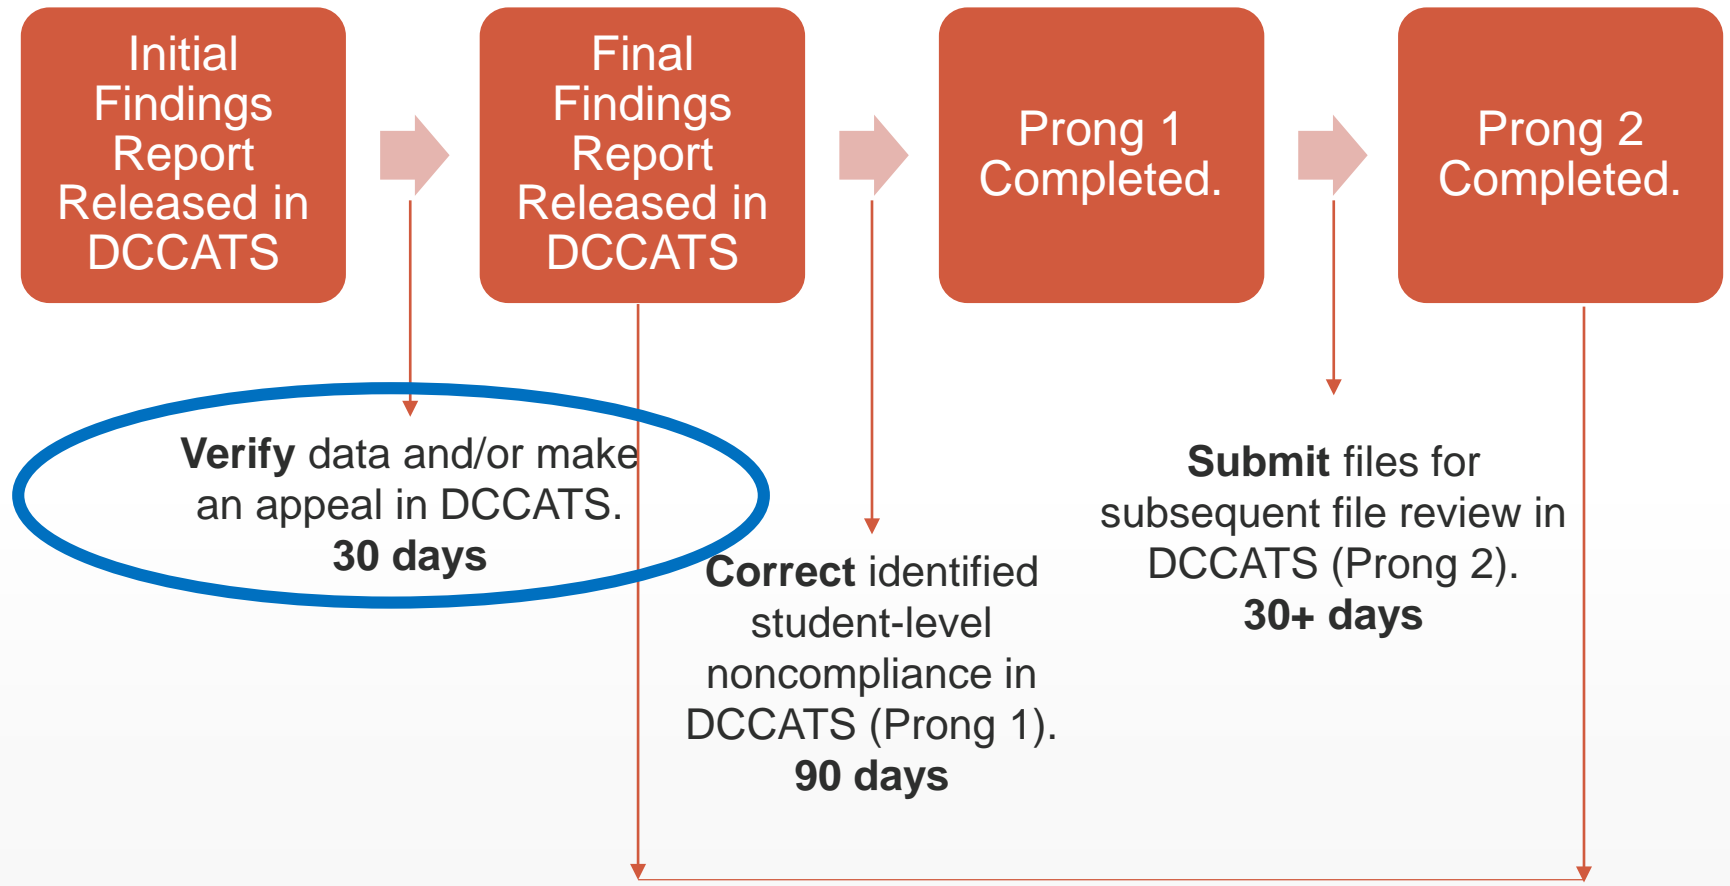 Initial
Findings
Report
Released in
DCCATS
Final
Findings
Report
Released in
DCCATS
Prong 1
Completed.
Prong 2
Completed.
Verify data and/or make
an appeal in DCCATS.
30 days
Correct identified
student-level
noncompliance in
DCCATS (Prong 1).
90 days
Submit files for
subsequent file review in
DCCATS (Prong 2).
30+ days